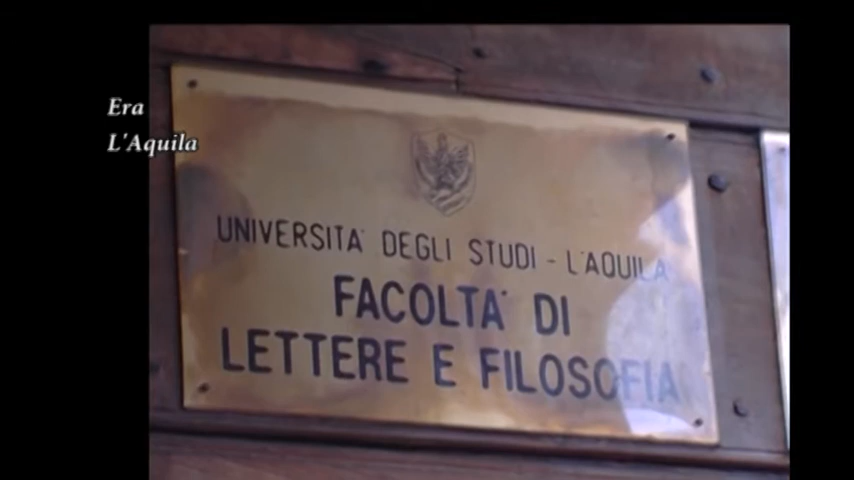 Era
L'Aquila
UNIVERSITA' DEGLI STUDI - L'AQUILA
FACOLTA' DI
LETTERE E FILOSOFIA